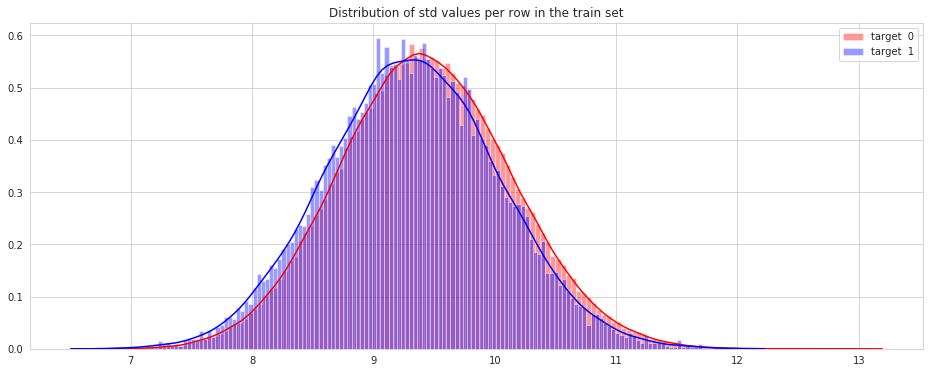 Distribution of std values per row in the train set
target 0
target 1
0.6
0.5
0.4
0.3
0.2
0.1
0.0
7 8 9 10 11 12 13